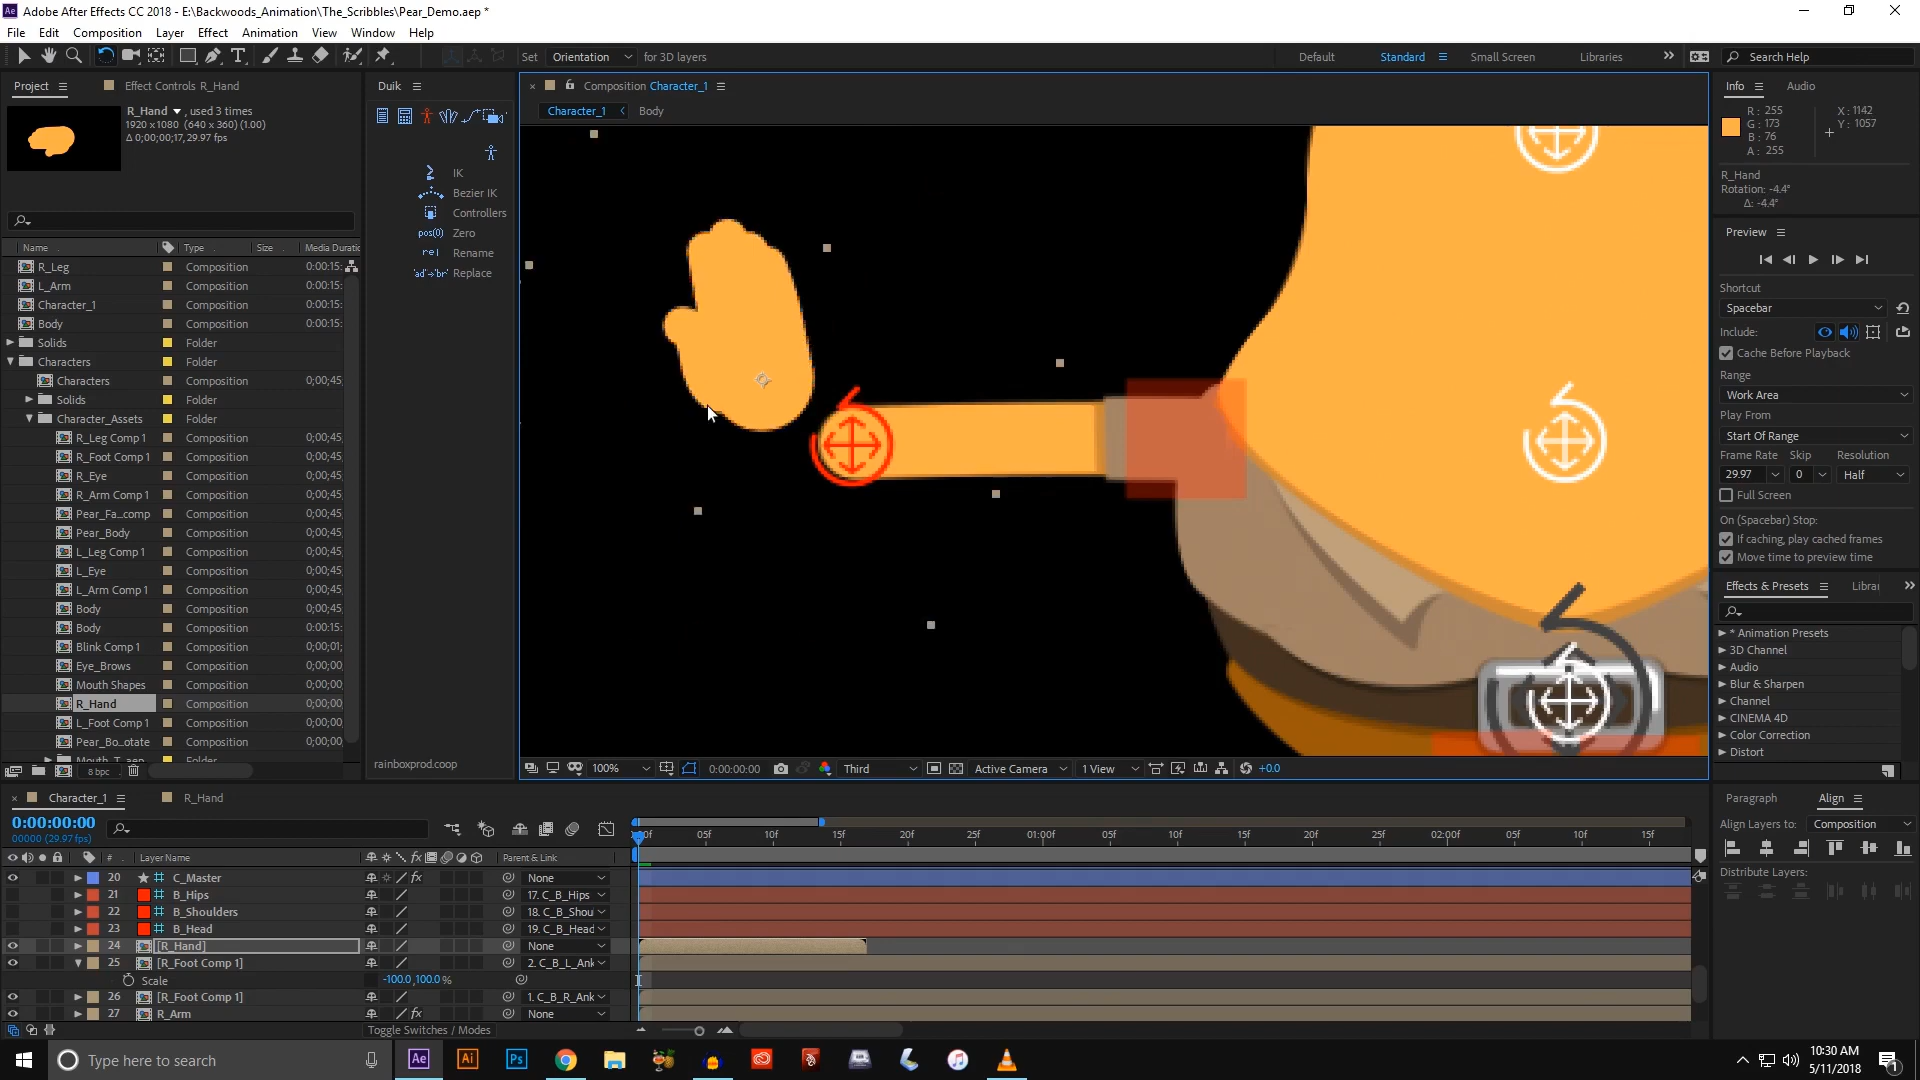 Adobe After Effects CC 2018 - E:\Backwoods_Animation\The_Scribbles\Pear_Demo.aep *
File Edit Composition Layer Effect Animation View Window Help
Set Orientation for 3D layers Default Standard Small Screen Libraries Search Help
Project Effect Controls R_Hand
R_Hand , used 3 times
1920 x1080 (640 x 360) (1.00)
Δ 0;00;00;17, 29.97 fps
Name Type Size Media Duratic
R_Leg Composition 0:00:15:
L_Arm Composition 0:00:15:
Character_1 Composition 0:00:15:
Body Composition 0:00:15:
Solids Folder
Characters Folder
Characters Composition 0;00;45;
Solids Folder
Character_Assets Folder
R_Leg Comp 1 Composition 0;00;45;
R_Foot Comp 1 Composition 0;00;45;
R_Eye Composition 0;00;45;
R_Arm Comp 1 Composition 0;00;45;
Pear_Fa...comp Composition 0;00;45;
Pear_Body Composition 0;00;45;
L_Leg Comp 1 Composition 0;00;45;
L_Eye Composition 0;00;45;
L_Arm Comp 1 Composition 0;00;45;
Body Composition 0;00;45;
Body Composition 0:00:15:
Blink Comp 1 Composition 0;00;01;
Eye_Brows Composition 0;00;00;
Mouth Shapes Composition 0;00;00;
R_Hand Composition 0;00;00;
L_Foot Comp 1 Composition 0;00;00;
Pear_Bo...otate Composition 0;00;00;
Mouth_T...aep Folder
8 bpc
Duik
IK
Bezier IK
Controllers
pos(0) Zero
rel Rename
'ad'→'br' Replace
rainboxprod.coop
Composition Character_1
Character_1 Body
100% 0:00:00:00 Third Active Camera 1 View +0.0
Info Audio
R : 255 X : 1142
G : 173 Y : 1057
B : 76
A : 255
R_Hand
Rotation: -4.4°
Δ: -4.4°
Preview
Shortcut
Spacebar
Include:
Cache Before Playback
Range
Work Area
Play From
Start Of Range
Frame Rate Skip Resolution
29.97 0 Half
Full Screen
On (Spacebar) Stop:
If caching, play cached frames
Move time to preview time
Effects & Presets Librar
* Animation Presets
3D Channel
Audio
Blur & Sharpen
Channel
CINEMA 4D
Color Correction
Distort
Paragraph Align
Align Layers to: Composition
Distribute Layers:
Character_1 R_Hand
0:00:00:00
00000 (29.97 fps)
05f 10f 15f 20f 25f 01:00f 05f 10f 15f 20f 25f 02:00f 05f 10f 15f
# Layer Name Parent & Link
20 C_Master None
21 B_Hips 17. C_B_Hips
22 B_Shoulders 18. C_B_Shou
23 B_Head 19. C_B_Head
24 [R_Hand] None
25 [R_Foot Comp 1] 2. C_B_L_Ank
Scale -100.0,100.0 %
26 [R_Foot Comp 1] 1. C_B_R_Ank
27 R_Arm None
Toggle Switches / Modes
Type here to search
Ae Ai Ps
10:30 AM
5/11/2018
1